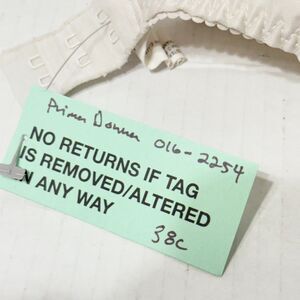 Prima Donna 016-2254
NO RETURNS IF TAG
IS REMOVED/ALTERED
IN ANY WAY
38c